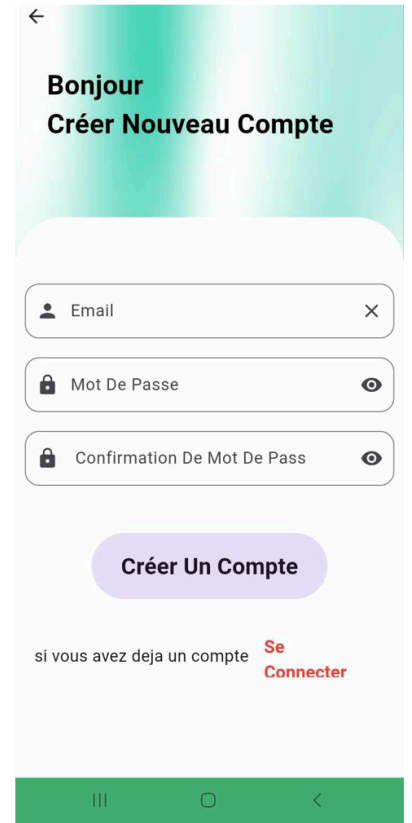 Bonjour
Créer Nouveau Compte
Email
Mot De Passe
Confirmation De Mot De Pass
Créer Un Compte
si vous avez deja un compte
Se
Connecter